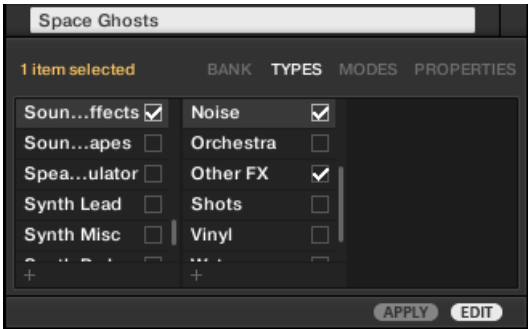 Space Ghosts
1 item selected BANK TYPES MODES PROPERTIES
Soun...ffects Noise
Soun...apes Orchestra
Spea...ulator Other FX
Synth Lead Shots
Synth Misc Vinyl
+ +
APPLY EDIT